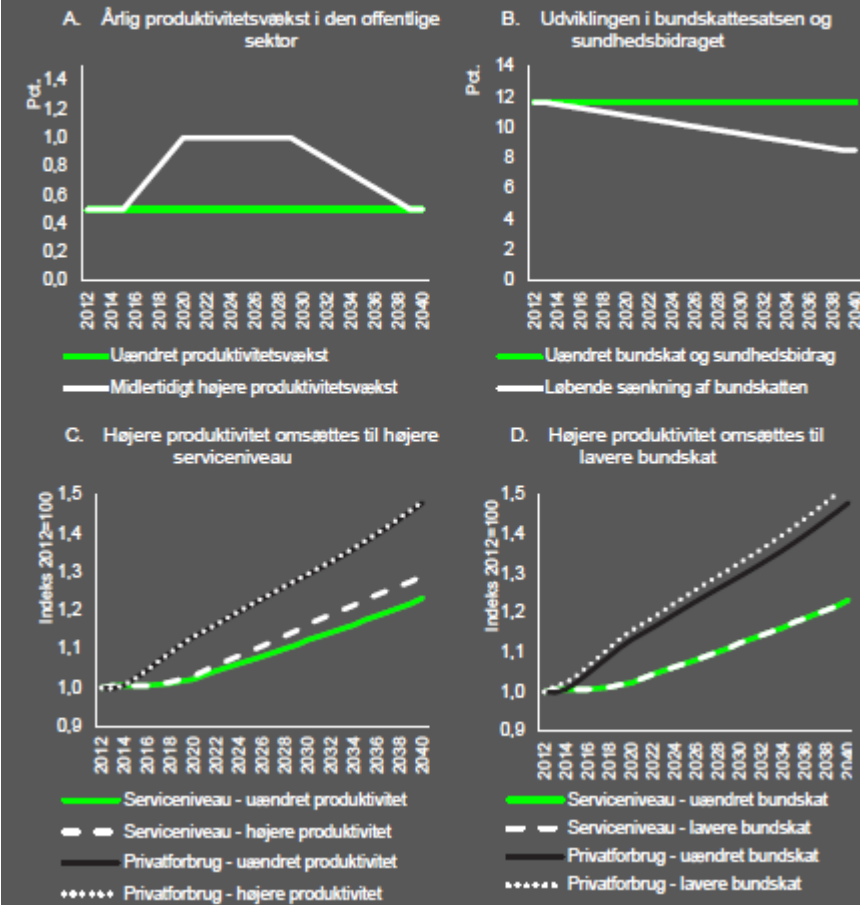 A. Årlig produktivitetsvækst i den offentlige
sektor
Pct.
1,4
1,2
1,0
0,8
0,6
0,4
0,2
0,0
2012 2014 2016 2018 2020 2022 2024 2026 2028 2030 2032 2034 2036 2038 2040
Uændret produktivitetsvækst
Midlertidigt højere produktivitetsvækst
B. Udviklingen i bundskattesatsen og
sundhedsbidraget
Pct.
14
12
10
8
6
4
2
0
2012 2014 2016 2018 2020 2022 2024 2026 2028 2030 2032 2034 2036 2038 2040
Uændret bundskat og sundhedsbidrag
Løbende sænkning af bundskatten
C. Højere produktivitet omsættes til højere
serviceniveau
Indeks 2012=100
1,5
1,4
1,3
1,2
1,1
1,0
0,9
2012 2014 2016 2018 2020 2022 2024 2026 2028 2030 2032 2034 2036 2038 2040
Serviceniveau - uændret produktivitet
Serviceniveau - højere produktivitet
Privatforbrug - uændret produktivitet
Privatforbrug - højere produktivitet
D. Højere produktivitet omsættes til
lavere bundskat
Indeks 2012=100
1,5
1,4
1,3
1,2
1,1
1,0
0,9
2012 2014 2016 2018 2020 2022 2024 2026 2028 2030 2032 2034 2036 2038 2040
Serviceniveau - uændret bundskat
Serviceniveau - lavere bundskat
Privatforbrug - uændret bundskat
Privatforbrug - lavere bundskat